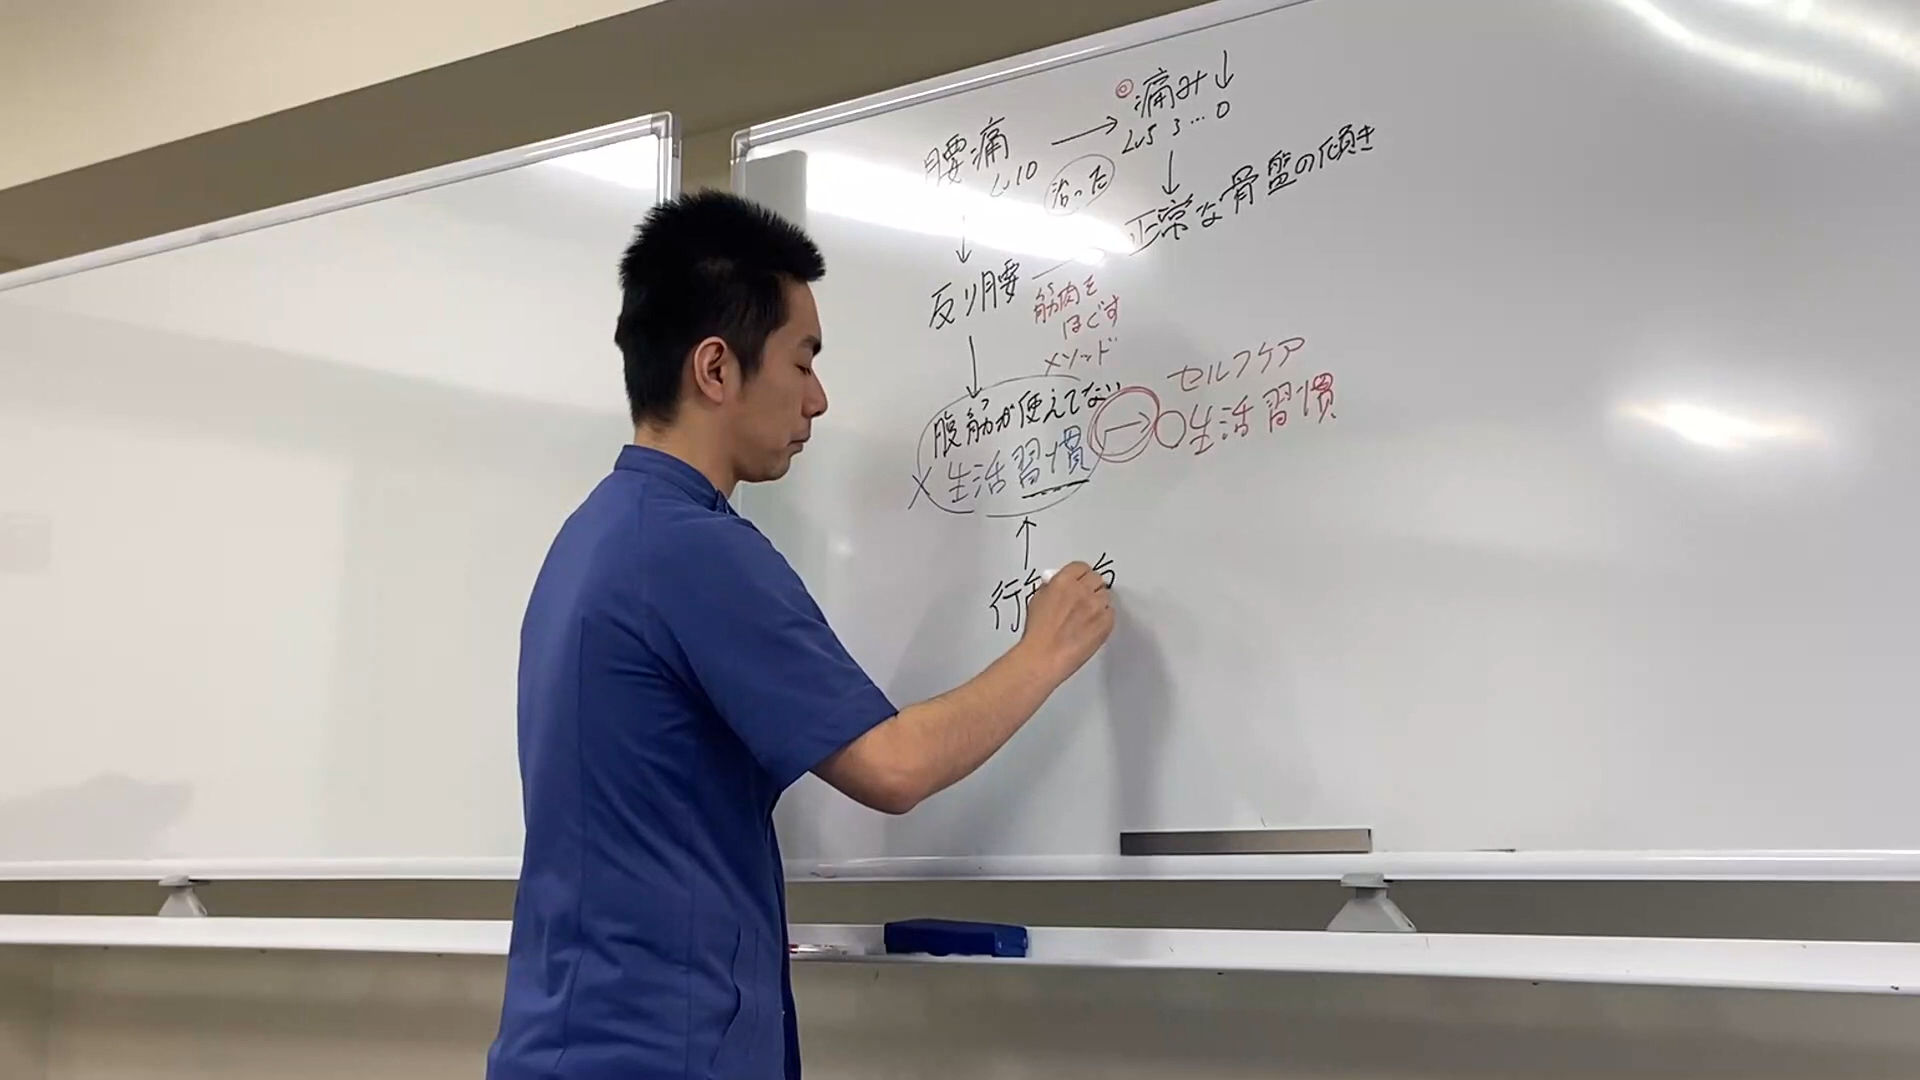 腰痛
Lv10
治った
◎痛み↓
Lv5 3…0
正常な骨盤の傾き
反り腰
筋肉を
ほぐす
メソッド
腹筋が使えてない
×生活習慣
セルフケア
○生活習慣
行